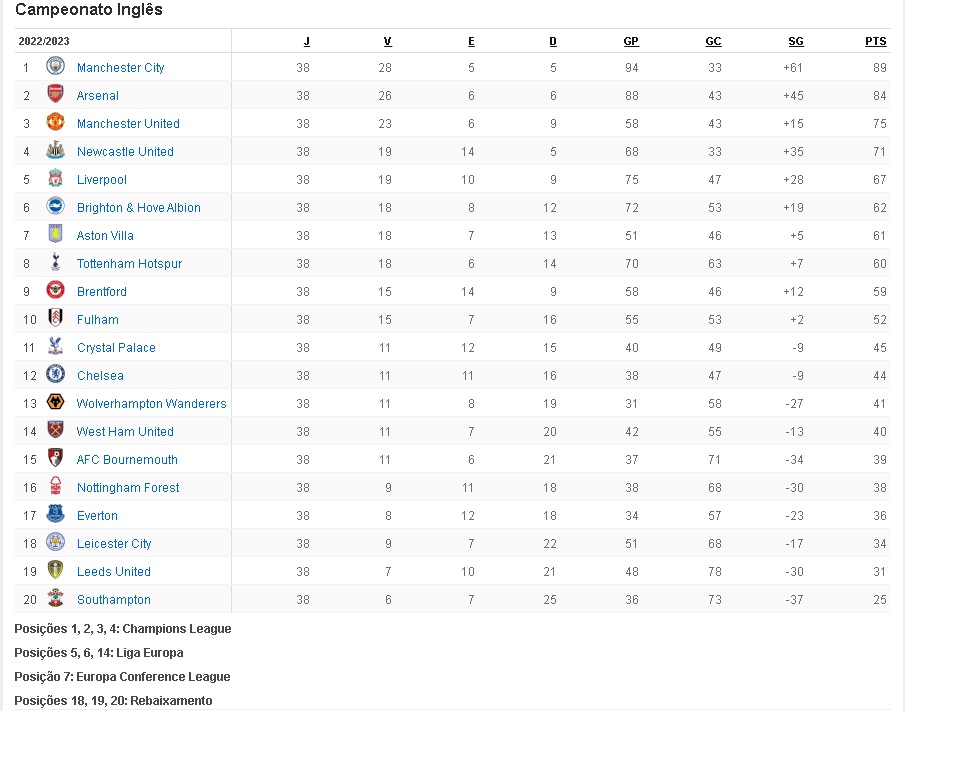 Campeonato Inglês
2022/2023 J V E D GP GC SG PTS
1 Manchester City 38 28 5 5 94 33 +61 89
2 Arsenal 38 26 6 6 88 43 +45 84
3 Manchester United 38 23 6 9 58 43 +15 75
4 Newcastle United 38 19 14 5 68 33 +35 71
5 Liverpool 38 19 10 9 75 47 +28 67
6 Brighton & Hove Albion 38 18 8 12 72 53 +19 62
7 Aston Villa 38 18 7 13 51 46 +5 61
8 Tottenham Hotspur 38 18 6 14 70 63 +7 60
9 Brentford 38 15 14 9 58 46 +12 59
10 Fulham 38 15 7 16 55 53 +2 52
11 Crystal Palace 38 11 12 15 40 49 -9 45
12 Chelsea 38 11 11 16 38 47 -9 44
13 Wolverhampton Wanderers 38 11 8 19 31 58 -27 41
14 West Ham United 38 11 7 20 42 55 -13 40
15 AFC Bournemouth 38 11 6 21 37 71 -34 39
16 Nottingham Forest 38 9 11 18 38 68 -30 38
17 Everton 38 8 12 18 34 57 -23 36
18 Leicester City 38 9 7 22 51 68 -17 34
19 Leeds United 38 7 10 21 48 78 -30 31
20 Southampton 38 6 7 25 36 73 -37 25
Posições 1, 2, 3, 4: Champions League
Posições 5, 6, 14: Liga Europa
Posição 7: Europa Conference League
Posições 18, 19, 20: Rebaixamento